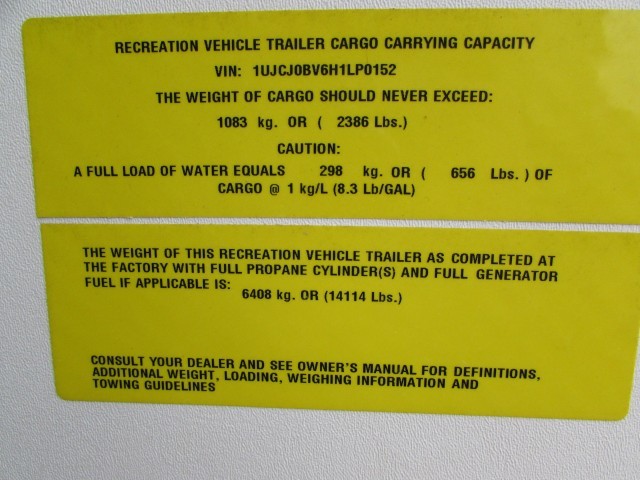 RECREATION VEHICLE TRAILER CARGO CARRYING CAPACITY
VIN: 1UJCJ0BV6H1LP0152
THE WEIGHT OF CARGO SHOULD NEVER EXCEED:
1083 kg. OR ( 2386 Lbs.)
CAUTION:
A FULL LOAD OF WATER EQUALS 298 kg. OR ( 656 Lbs. ) OF
CARGO @ 1 kg/L (8.3 Lb/GAL)
THE WEIGHT OF THIS RECREATION VEHICLE TRAILER AS COMPLETED AT
THE FACTORY WITH FULL PROPANE CYLINDER(S) AND FULL GENERATOR
FUEL IF APPLICABLE IS:
6408 kg. OR (14114 Lbs.)
CONSULT YOUR DEALER AND SEE OWNER'S MANUAL FOR DEFINITIONS,
ADDITIONAL WEIGHT, LOADING, WEIGHING INFORMATION AND
TOWING GUIDELINES